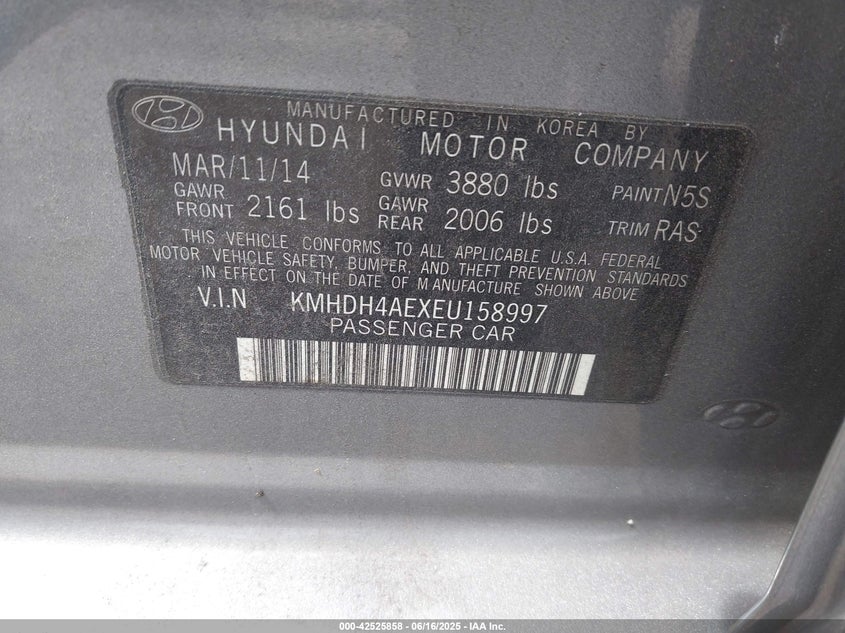 MANUFACTURED IN KOREA BY
HYUNDAI MOTOR COMPANY
MAR/11/14 GVWR 3880 lbs PAINT N5S
GAWR FRONT 2161 lbs GAWR REAR 2006 lbs TRIM RAS
THIS VEHICLE CONFORMS TO ALL APPLICABLE U.S.A. FEDERAL
MOTOR VEHICLE SAFETY, BUMPER, AND THEFT PREVENTION STANDARDS
IN EFFECT ON THE DATE OF MANUFACTURE SHOWN ABOVE
V.I.N KMHDH4AEXEU158997
PASSENGER CAR
000-42525858 - 06/16/2025 - IAA Inc.